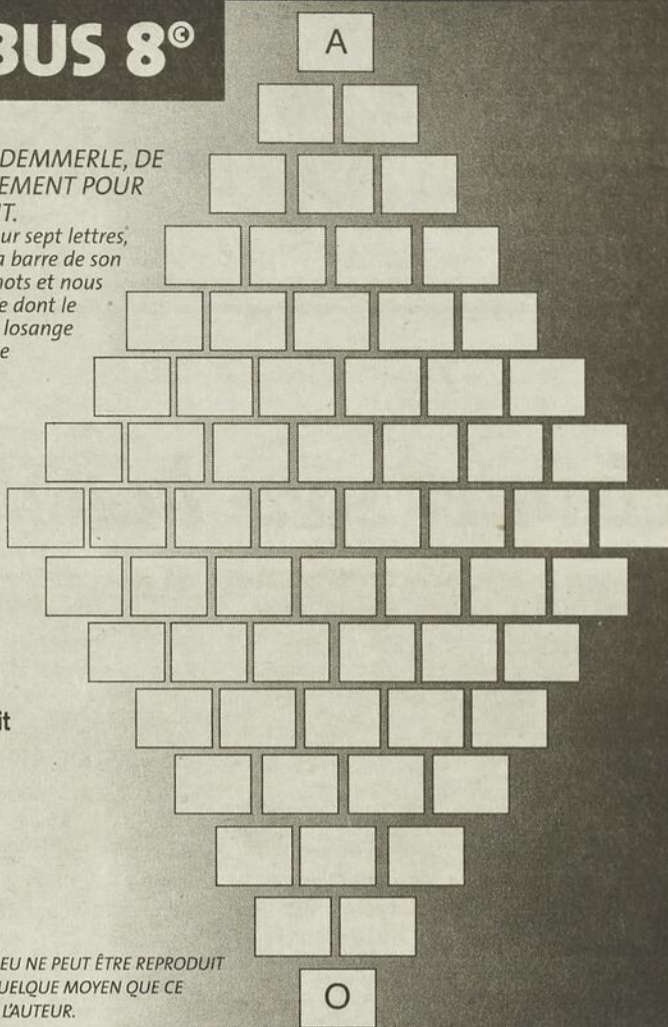 BUS 8©
A
DEMMERLE, DE
EMENT POUR
T.
ur sept lettres,
a barre de son
nots et nous
e dont le
losange
e
it
EU NE PEUT ÊTRE REPRODUIT
UELQUE MOYEN QUE CE
L'AUTEUR.
O